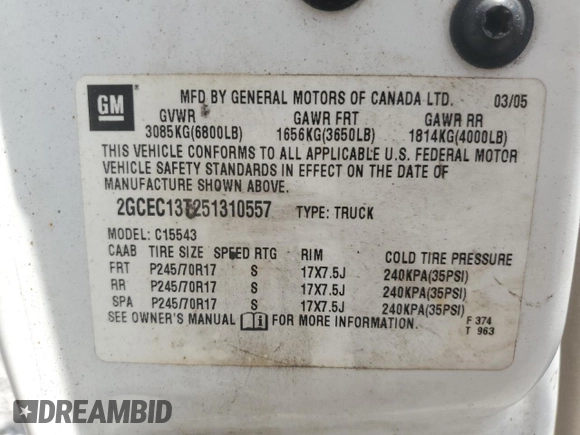 GM
MFD BY GENERAL MOTORS OF CANADA LTD. 03/05
GVWR GAWR FRT GAWR RR
3085KG(6800LB) 1656KG(3650LB) 1814KG(4000LB)
THIS VEHICLE CONFORMS TO ALL APPLICABLE U.S. FEDERAL MOTOR
VEHICLE SAFETY STANDARDS IN EFFECT ON THE DATE OF
MANUFACTURE SHOWN ABOVE.
2GCEC13T251310557 TYPE: TRUCK
MODEL: C15543
CAAB TIRE SIZE SPEED RTG RIM COLD TIRE PRESSURE
FRT P245/70R17 S 17X7.5J 240KPA(35PSI)
RR P245/70R17 S 17X7.5J 240KPA(35PSI)
SPA P245/70R17 S 17X7.5J 240KPA(35PSI)
SEE OWNER'S MANUAL FOR MORE INFORMATION.
F 374
T 963
DREAMBID